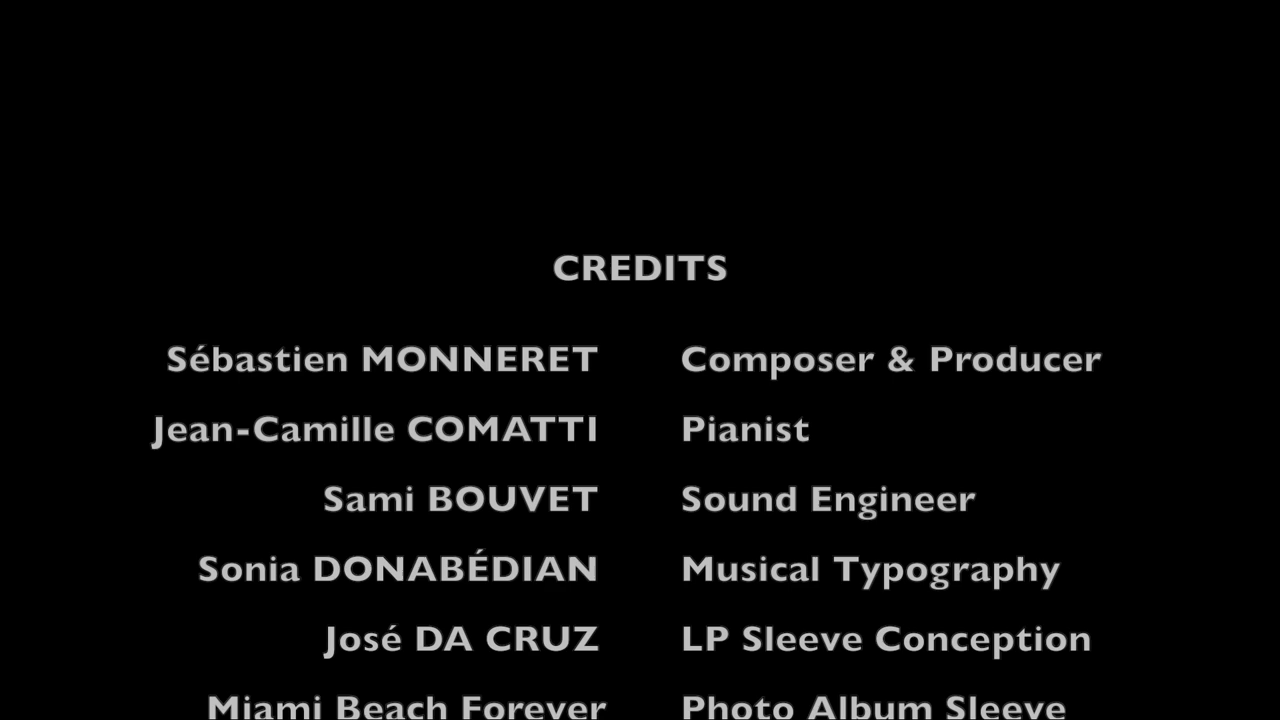 CREDITS
Sébastien MONNERET Composer & Producer
Jean-Camille COMATTI Pianist
Sami BOUVET Sound Engineer
Sonia DONABÉDIAN Musical Typography
José DA CRUZ LP Sleeve Conception
Miami Beach Forever Photo Album Sleeve